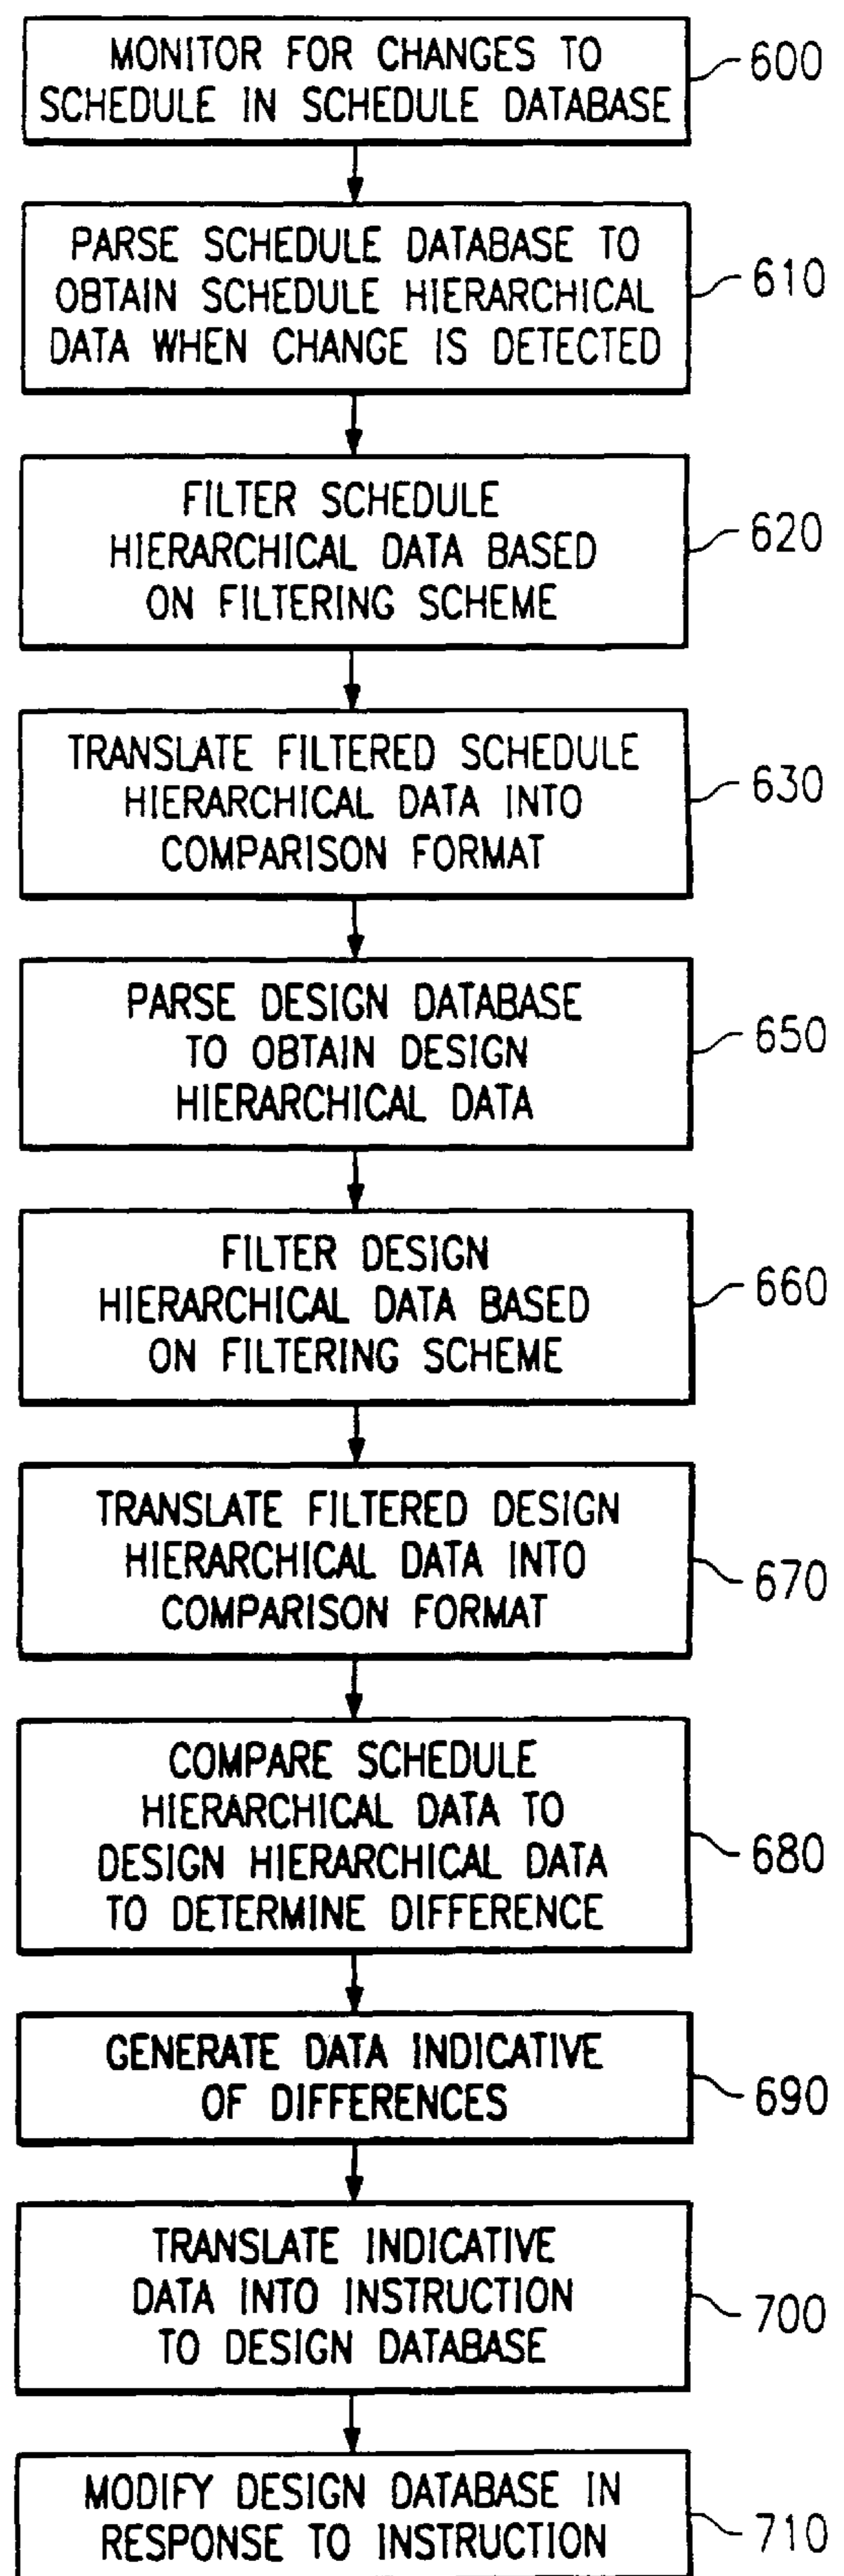 MONITOR FOR CHANGES TO
SCHEDULE IN SCHEDULE DATABASE
600
PARSE SCHEDULE DATABASE TO
OBTAIN SCHEDULE HIERARCHICAL
DATA WHEN CHANGE IS DETECTED
610
FILTER SCHEDULE
HIERARCHICAL DATA BASED
ON FILTERING SCHEME
620
TRANSLATE FILTERED SCHEDULE
HIERARCHICAL DATA INTO
COMPARISON FORMAT
630
PARSE DESIGN DATABASE
TO OBTAIN DESIGN
HIERARCHICAL DATA
650
FILTER DESIGN
HIERARCHICAL DATA BASED
ON FILTERING SCHEME
660
TRANSLATE FILTERED DESIGN
HIERARCHICAL DATA INTO
COMPARISON FORMAT
670
COMPARE SCHEDULE
HIERARCHICAL DATA TO
DESIGN HIERARCHICAL DATA
TO DETERMINE DIFFERENCE
680
GENERATE DATA INDICATIVE
OF DIFFERENCES
690
TRANSLATE INDICATIVE
DATA INTO INSTRUCTION
TO DESIGN DATABASE
700
MODIFY DESIGN DATABASE IN
RESPONSE TO INSTRUCTION
710